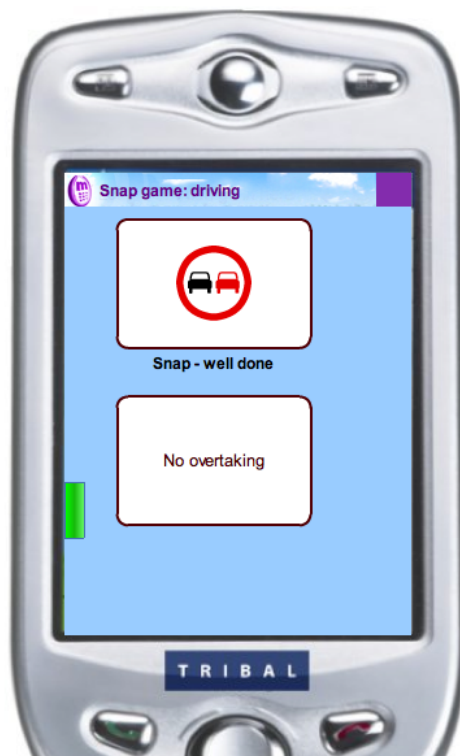 m
Snap game: driving
Snap - well done
No overtaking
TRIBAL